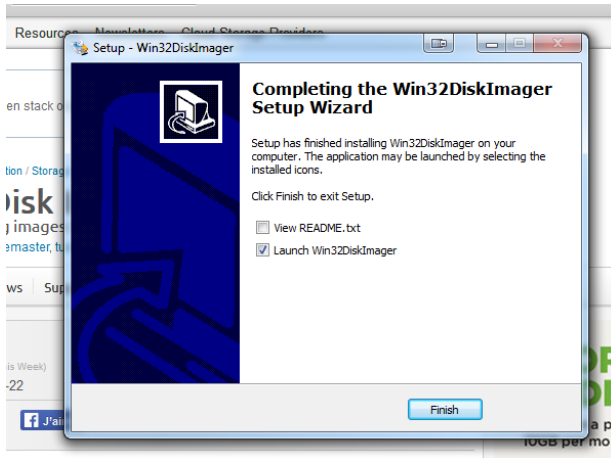 Resources Newsletters Cloud Storage Providers
Setup - Win32DiskImager
en stack o
tion / Storag
Disk
g images
emaster, tu
ws Sup
is Week)
-22
J'ai
Completing the Win32DiskImager
Setup Wizard
Setup has finished installing Win32DiskImager on your
computer. The application may be launched by selecting the
installed icons.
Click Finish to exit Setup.
View README.txt
Launch Win32DiskImager
Finish
a p
10GB per mo